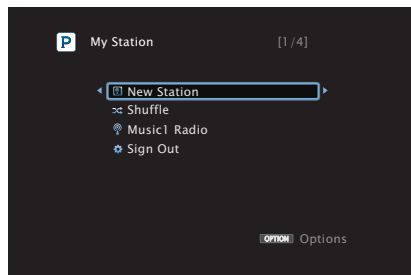 P My Station [1/4]
New Station
Shuffle
Music1 Radio
Sign Out
OPTION Options